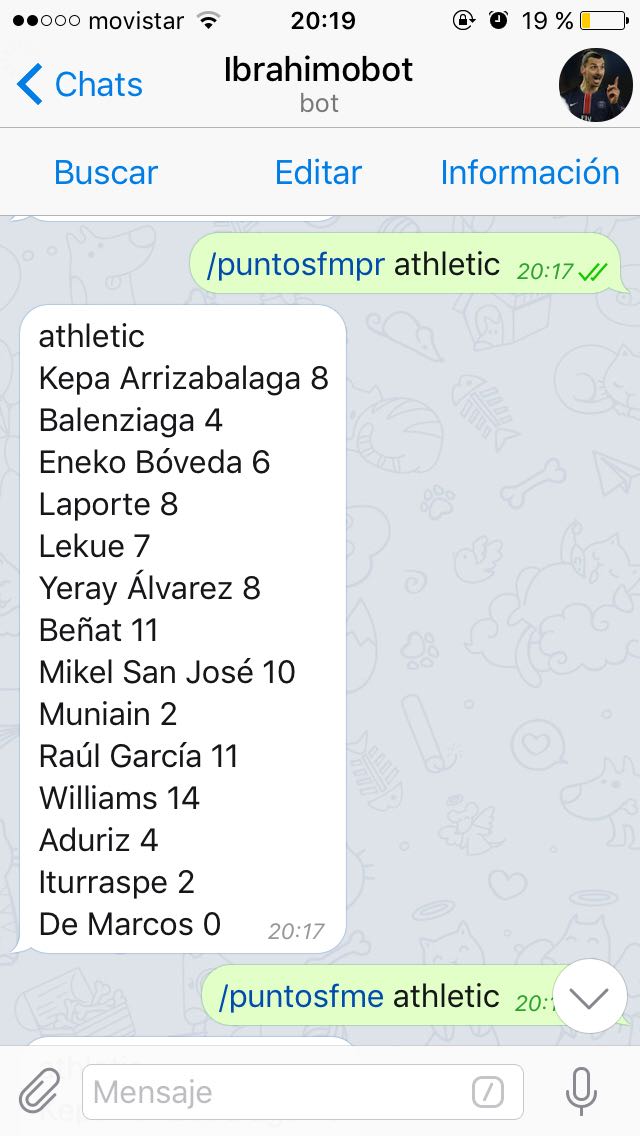 movistar 20:19 19 %
Chats
Ibrahimobot
bot
Buscar Editar Información
/puntosfmpr athletic 20:17
athletic
Kepa Arrizabalaga 8
Balenziaga 4
Eneko Bóveda 6
Laporte 8
Lekue 7
Yeray Álvarez 8
Beñat 11
Mikel San José 10
Muniain 2
Raúl García 11
Williams 14
Aduriz 4
Iturraspe 2
De Marcos 0 20:17
/puntosfme athletic
athletic
Mensaje